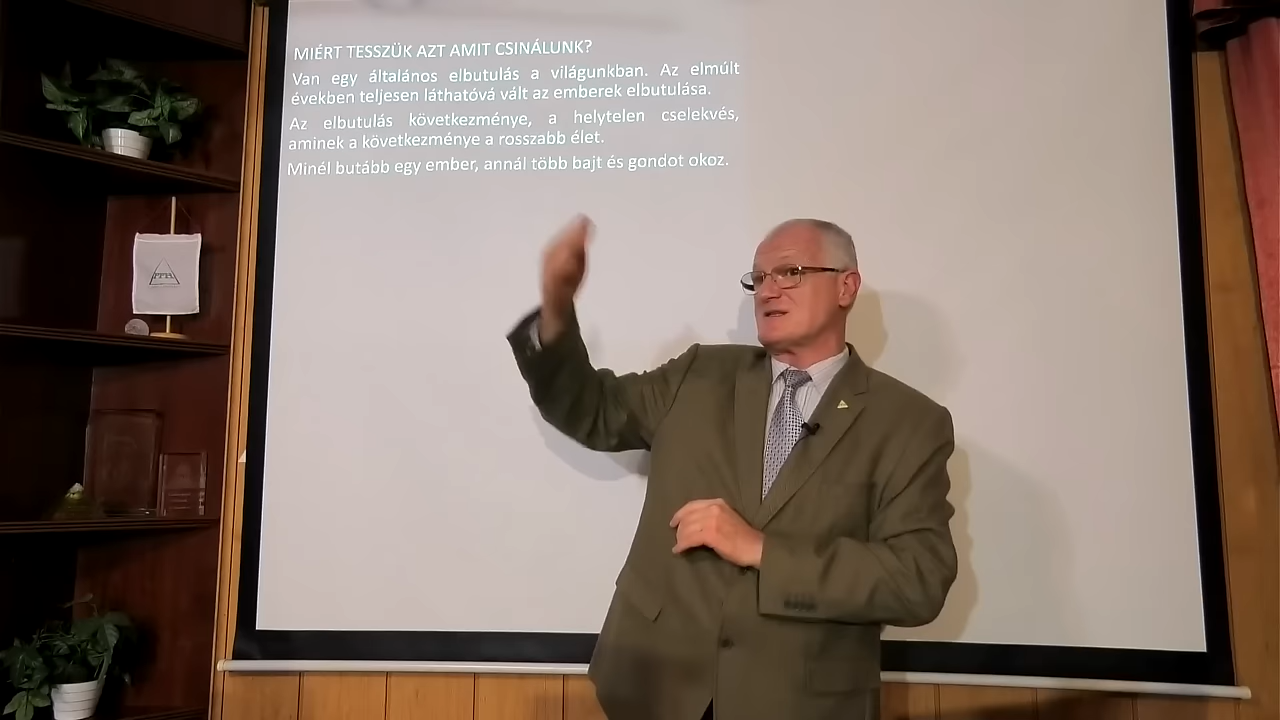 MIÉRT TESSZÜK AZT AMIT CSINÁLUNK?
Van egy általános elbutulás a világunkban. Az elmúlt
években teljesen láthatóvá vált az emberek elbutulása.
Az elbutulás következménye, a helytelen cselekvés,
aminek a következménye a rosszabb élet.
Minél butább egy ember, annál több bajt és gondot okoz.